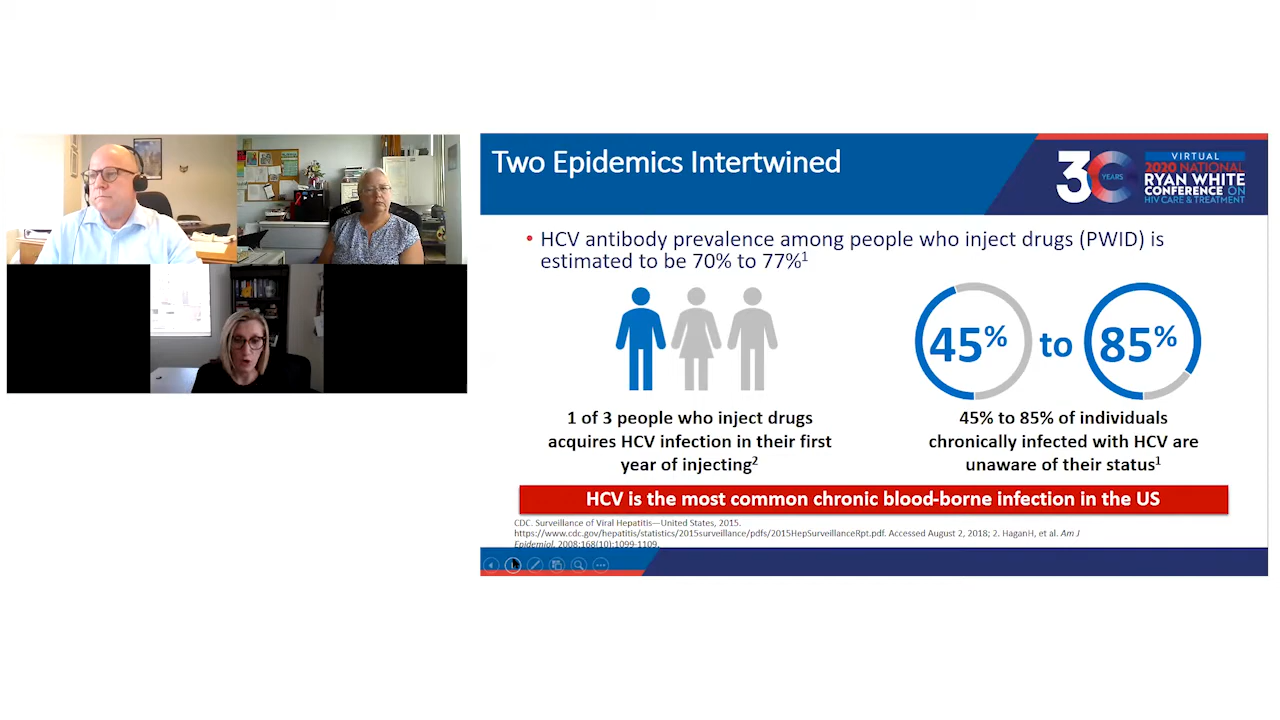 Two Epidemics Intertwined
30
YEARS
VIRTUAL
2020 NATIONAL
RYAN WHITE
CONFERENCE ON
HIV CARE & TREATMENT
• HCV antibody prevalence among people who inject drugs (PWID) is
estimated to be 70% to 77%1
45% to 85%
1 of 3 people who inject drugs
acquires HCV infection in their first
year of injecting2
45% to 85% of individuals
chronically infected with HCV are
unaware of their status1
HCV is the most common chronic blood-borne infection in the US
CDC. Surveillance of Viral Hepatitis—United States, 2015.
https://www.cdc.gov/hepatitis/statistics/2015surveillance/pdfs/2015HepSurveillanceRpt.pdf. Accessed August 2, 2018; 2. HaganH, et al. Am J
Epidemiol. 2008;168(10):1099-1109.